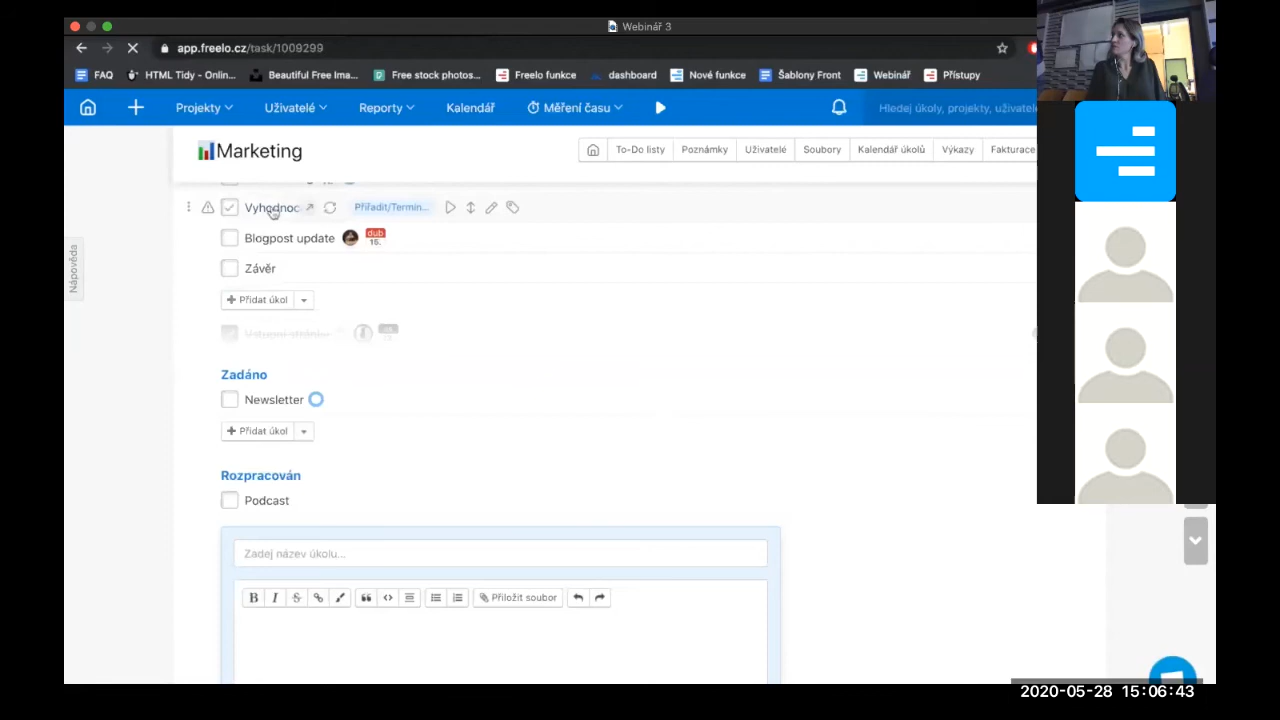 Webinář 3
app.freelo.cz/task/1009299
FAQ HTML Tidy - Onlin... Beautiful Free Ima... Free stock photos... Freelo funkce dashboard Nové funkce Šablony Front Webinář Přístupy
Projekty Uživatelé Reporty Kalendář Měření času Hledej úkoly, projekty, uživatele
Marketing To-Do listy Poznámky Uživatelé Soubory Kalendář úkolů Výkazy Fakturace
Vyhodnoc Přiřadit/Termín...
Blogpost update dub 15.
Závěr
Přidat úkol
Vstupní stránky
Zadáno
Newsletter
Přidat úkol
Rozpracován
Podcast
Zadej název úkolu...
B I S Přiložit soubor
Nápověda
2020-05-28 15:06:43